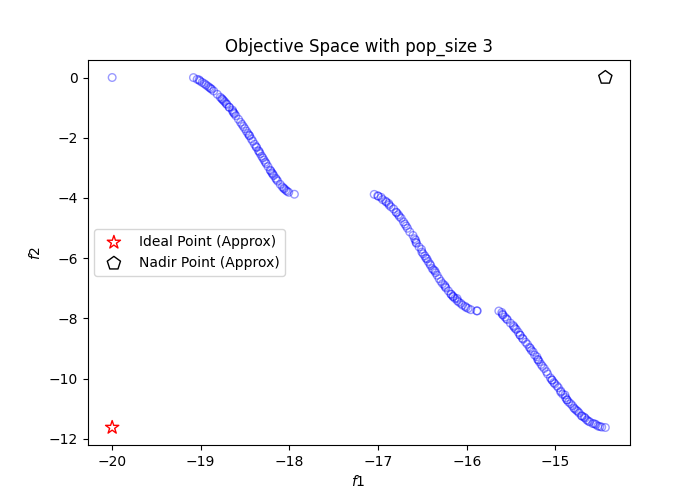 Objective Space with pop_size 3
0
−2
−4
−6
−8
−10
−12
f2
Ideal Point (Approx)
Nadir Point (Approx)
−20
−19
−18
−17
−16
−15
f1